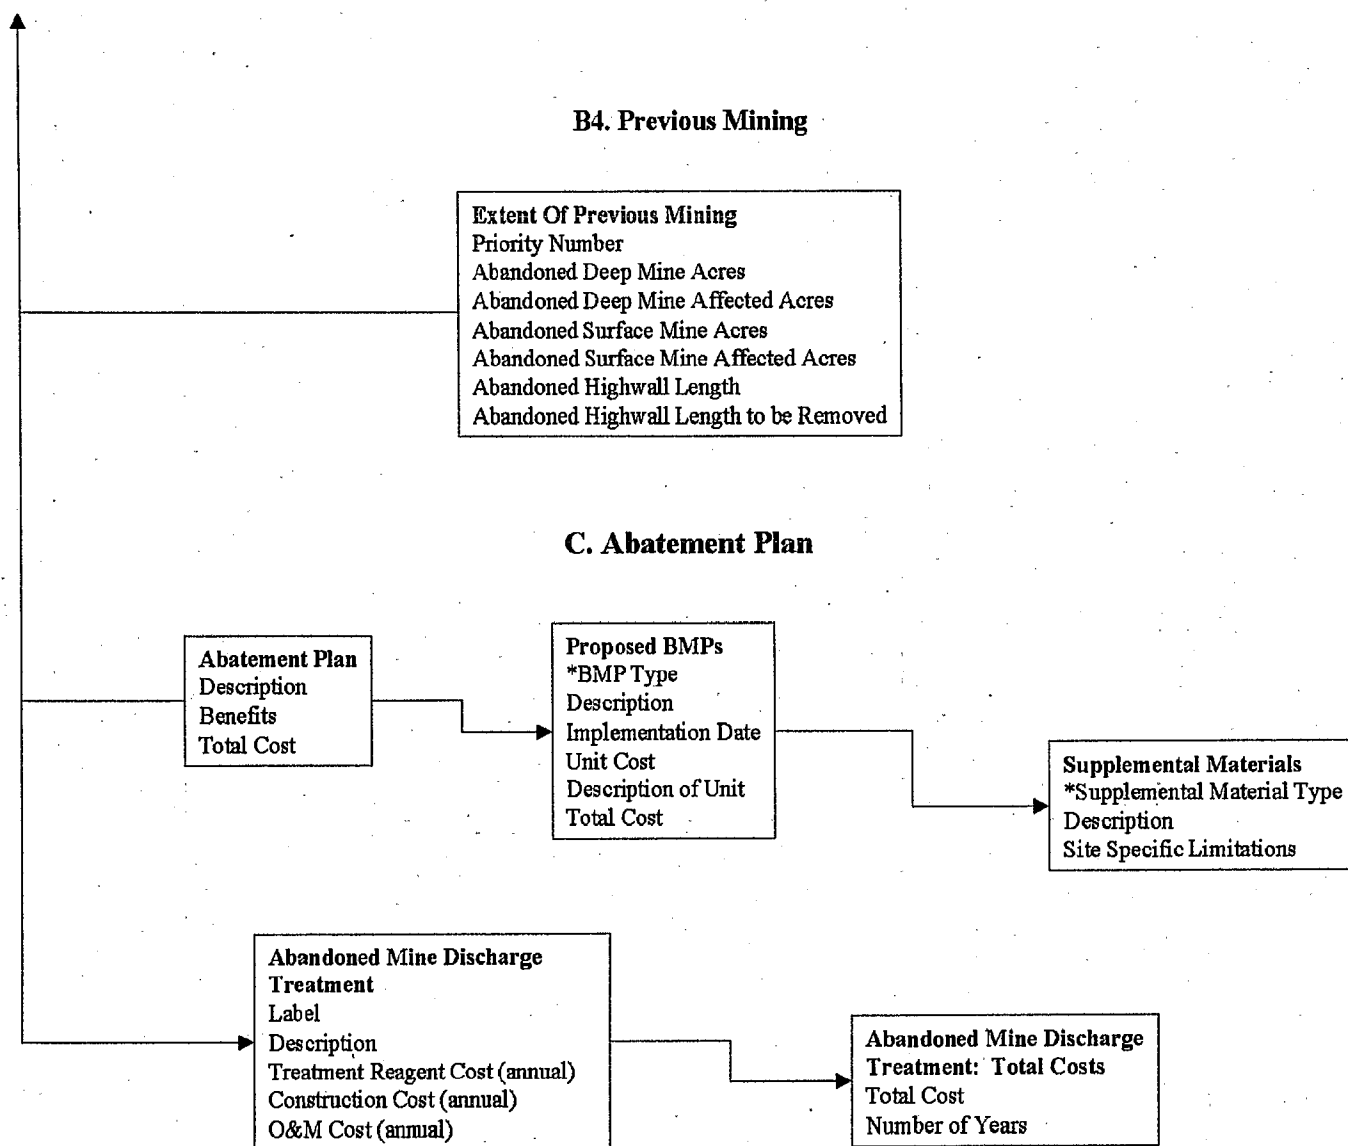 B4. Previous Mining
Extent Of Previous Mining
Priority Number
Abandoned Deep Mine Acres
Abandoned Deep Mine Affected Acres
Abandoned Surface Mine Acres
Abandoned Surface Mine Affected Acres
Abandoned Highwall Length
Abandoned Highwall Length to be Removed
C. Abatement Plan
Abatement Plan
Description
Benefits
Total Cost
Proposed BMPs
*BMP Type
Description
Implementation Date
Unit Cost
Description of Unit
Total Cost
Supplemental Materials
*Supplemental Material Type
Description
Site Specific Limitations
Abandoned Mine Discharge
Treatment
Label
Description
Treatment Reagent Cost (annual)
Construction Cost (annual)
O&M Cost (annual)
Abandoned Mine Discharge
Treatment: Total Costs
Total Cost
Number of Years